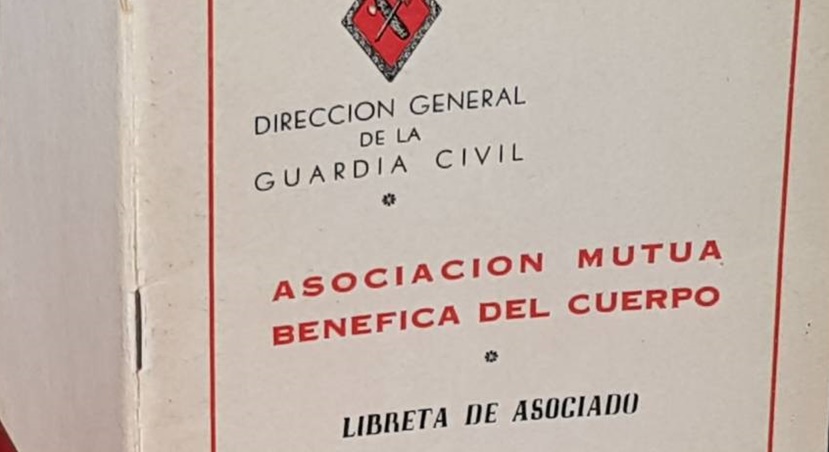 DIRECCION GENERAL
DE LA
GUARDIA CIVIL
ASOCIACION MUTUA
BENEFICA DEL CUERPO
LIBRETA DE ASOCIADO